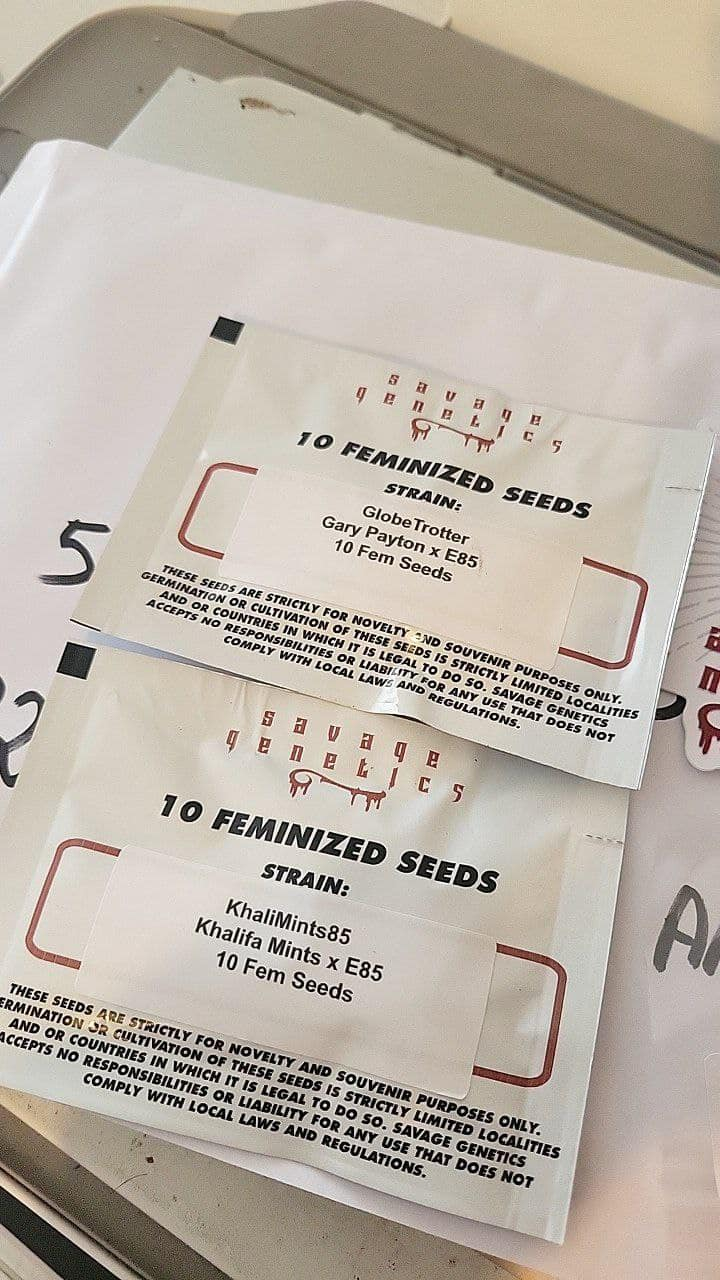 savage
genetics
10 FEMINIZED SEEDS
STRAIN:
GlobeTrotter
Gary Payton x E85
10 Fem Seeds
THESE SEEDS ARE STRICTLY FOR NOVELTY AND SOUVENIR PURPOSES ONLY.
GERMINATION OR CULTIVATION OF THESE SEEDS IS STRICTLY LIMITED LOCALITIES
AND OR COUNTRIES IN WHICH IT IS LEGAL TO DO SO. SAVAGE GENETICS
ACCEPTS NO RESPONSIBILITIES OR LIABILITY FOR ANY USE THAT DOES NOT
COMPLY WITH LOCAL LAWS AND REGULATIONS.
5
2
savage
genetics
10 FEMINIZED SEEDS
STRAIN:
KhaliMints85
Khalifa Mints x E85
10 Fem Seeds
THESE SEEDS ARE STRICTLY FOR NOVELTY AND SOUVENIR PURPOSES ONLY.
ERMINATION OR CULTIVATION OF THESE SEEDS IS STRICTLY LIMITED LOCALITIES
AND OR COUNTRIES IN WHICH IT IS LEGAL TO DO SO. SAVAGE GENETICS
ACCEPTS NO RESPONSIBILITIES OR LIABILITY FOR ANY USE THAT DOES NOT
COMPLY WITH LOCAL LAWS AND REGULATIONS.